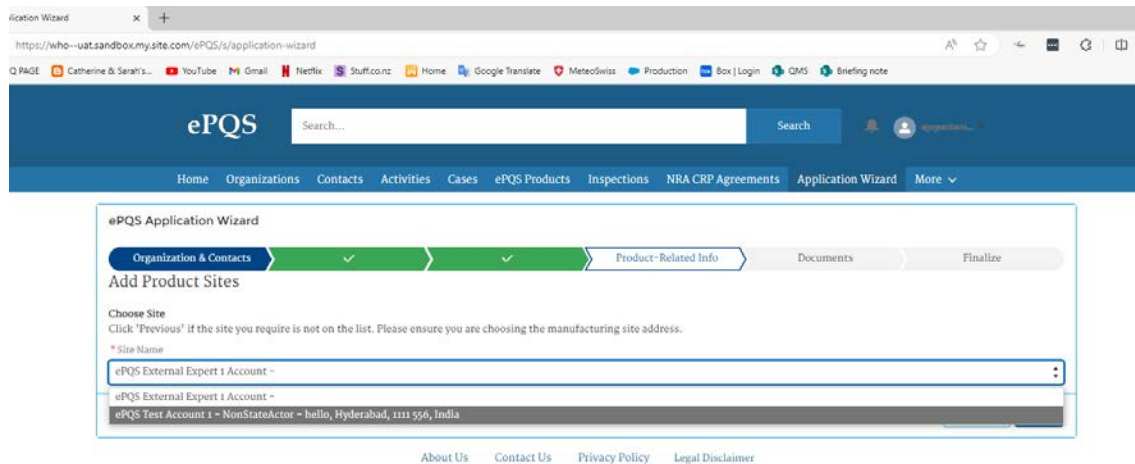 lication Wizard
https://who--uat.sandbox.my.site.com/ePQS/s/application-wizard
Q PAGE Catherine & Sarah's... YouTube Gmail Netflix Stuff.co.nz Home Google Translate MeteoSwiss Production Box | Login QMS Briefing note
ePQS Search... Search
Home Organizations Contacts Activities Cases ePQS Products Inspections NRA CRP Agreements Application Wizard More
ePQS Application Wizard
Organization & Contacts Product-Related Info Documents Finalize
Add Product Sites
Choose Site
Click 'Previous' if the site you require is not on the list. Please ensure you are choosing the manufacturing site address.
*Site Name
ePQS External Expert 1 Account -
ePQS External Expert 1 Account -
ePQS Test Account 1 - NonStateActor - hello, Hyderabad, 1111 556, India
About Us Contact Us Privacy Policy Legal Disclaimer